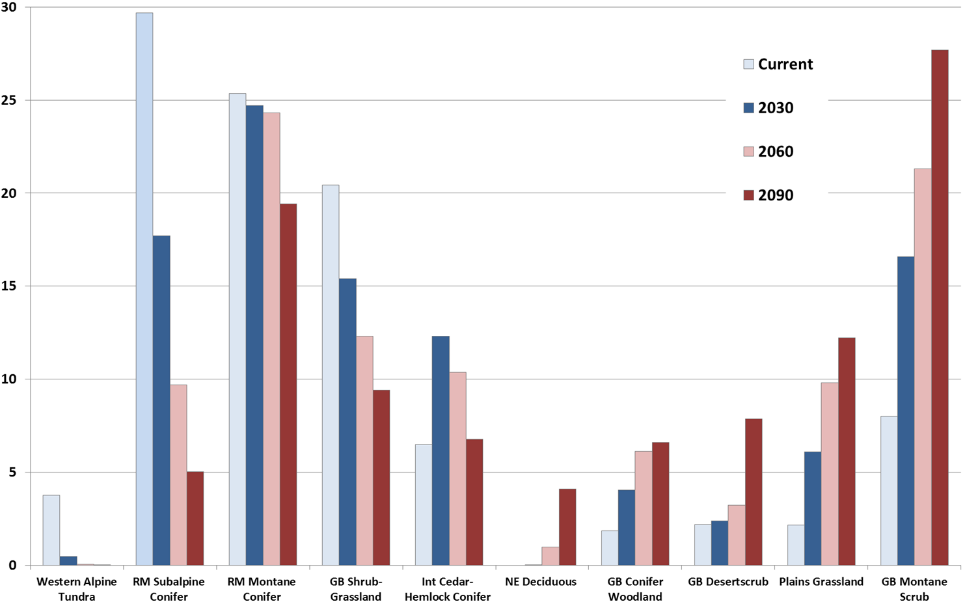 30
25
20
15
10
5
0
Current
2030
2060
2090
Western Alpine
Tundra
RM Subalpine
Conifer
RM Montane
Conifer
GB Shrub-
Grassland
Int Cedar-
Hemlock Conifer
NE Deciduous
GB Conifer
Woodland
GB Desertscrub
Plains Grassland
GB Montane
Scrub